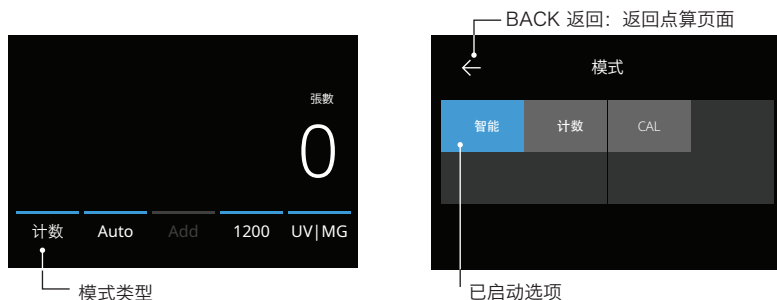 BACK 返回：返回点算页面
模式
張數
0
智能 计数 CAL
计数 Auto Add 1200 UV|MG
模式类型
已启动选项